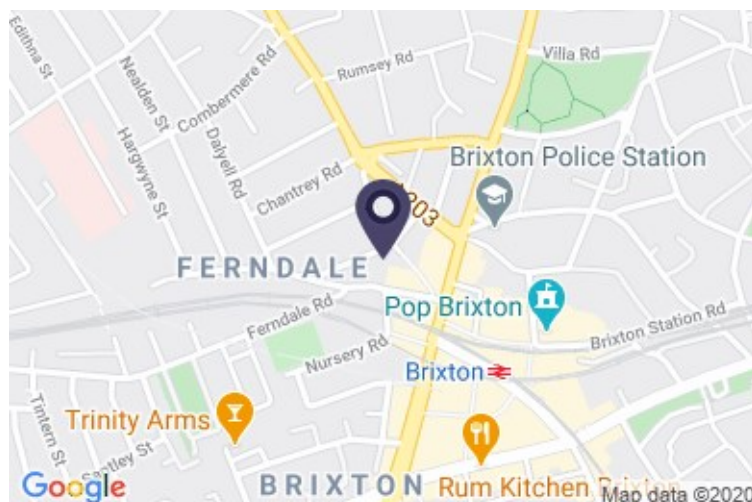 Edithna St
Nealden St
Combermere Rd
Rumsey Rd
Villa Rd
Hargwyne St
Dalyell Rd
Chantrey Rd
Brixton Police Station
A203
FERNDALE
Pop Brixton
Ferndale Rd
Brixton Station Rd
Nursery Rd
Brixton
Trinity Arms
Tintern St
Santley St
Google
BRIXTON
Rum Kitchen Brixton
Map data ©2020